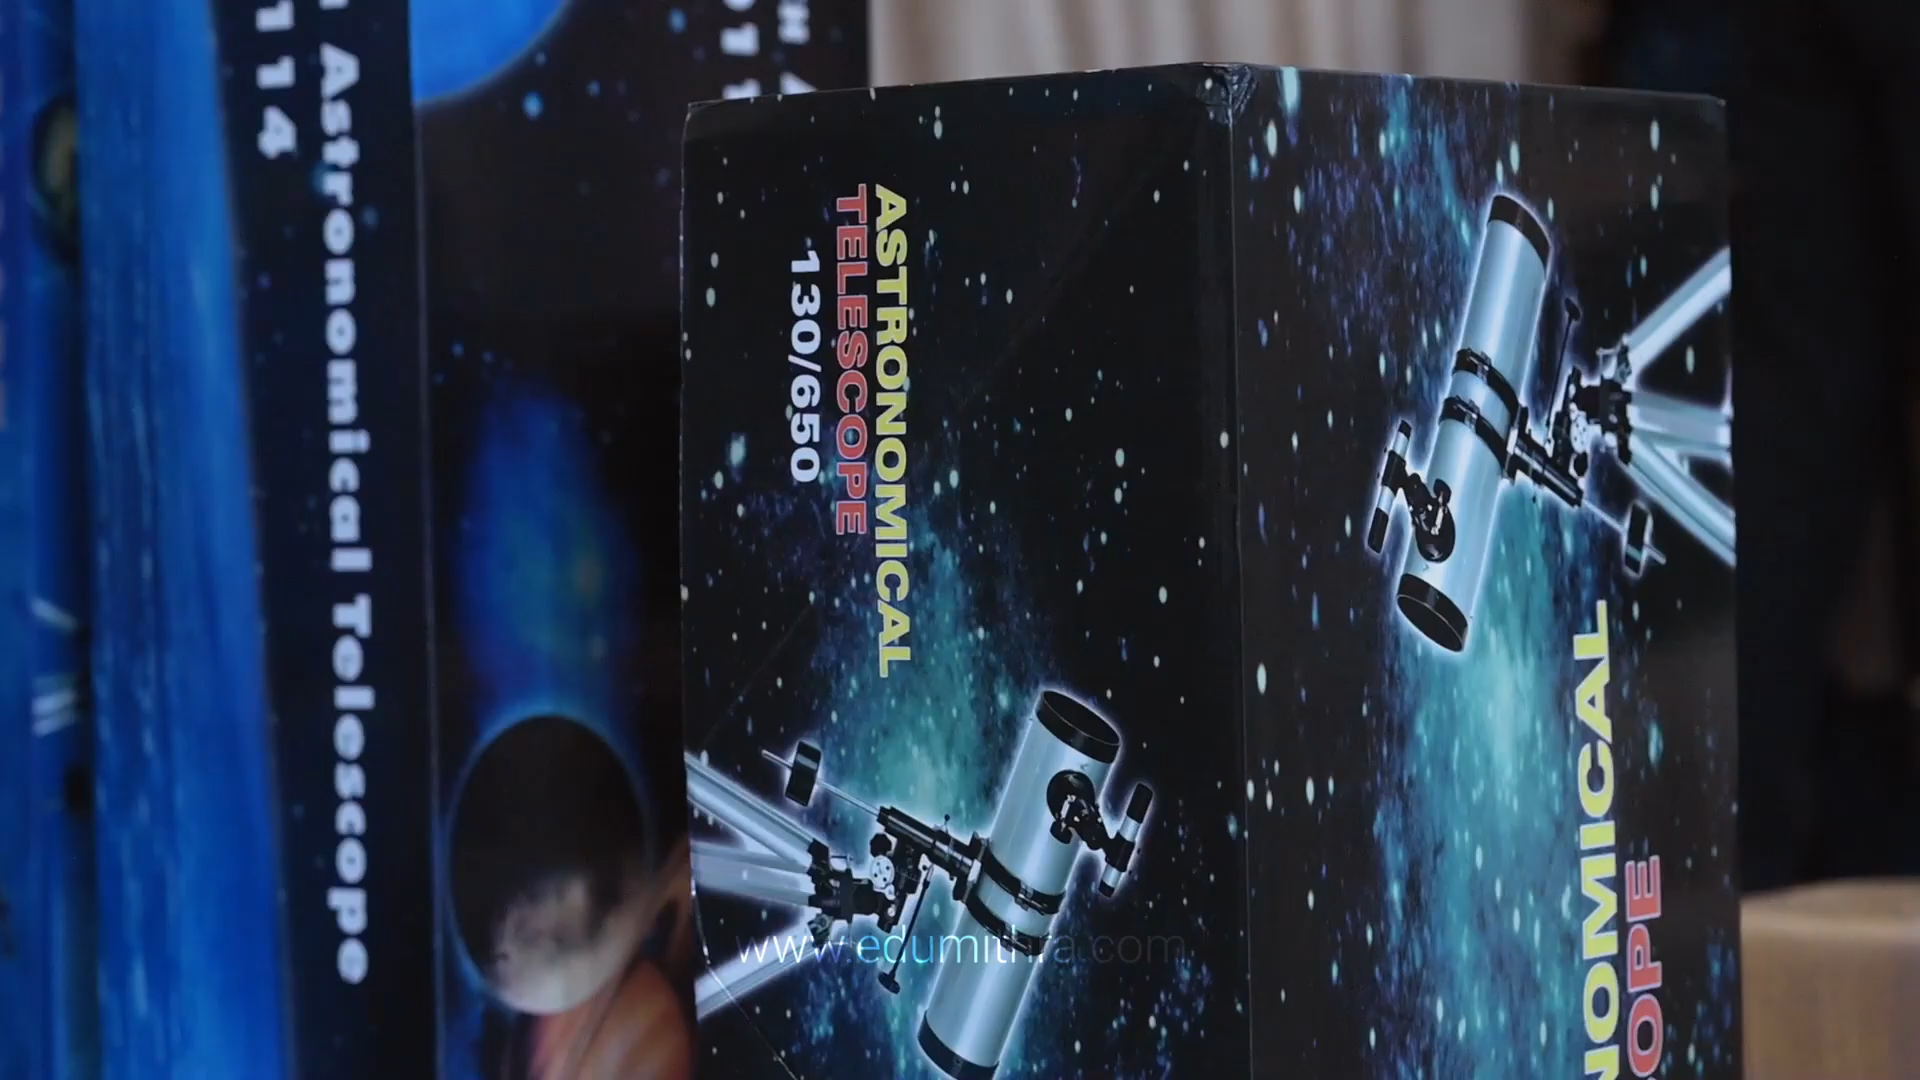 Astronomical Telescope
114
ASTRONOMICAL
TELESCOPE
130/650
NOMICAL
OPE
www.edumithra.com